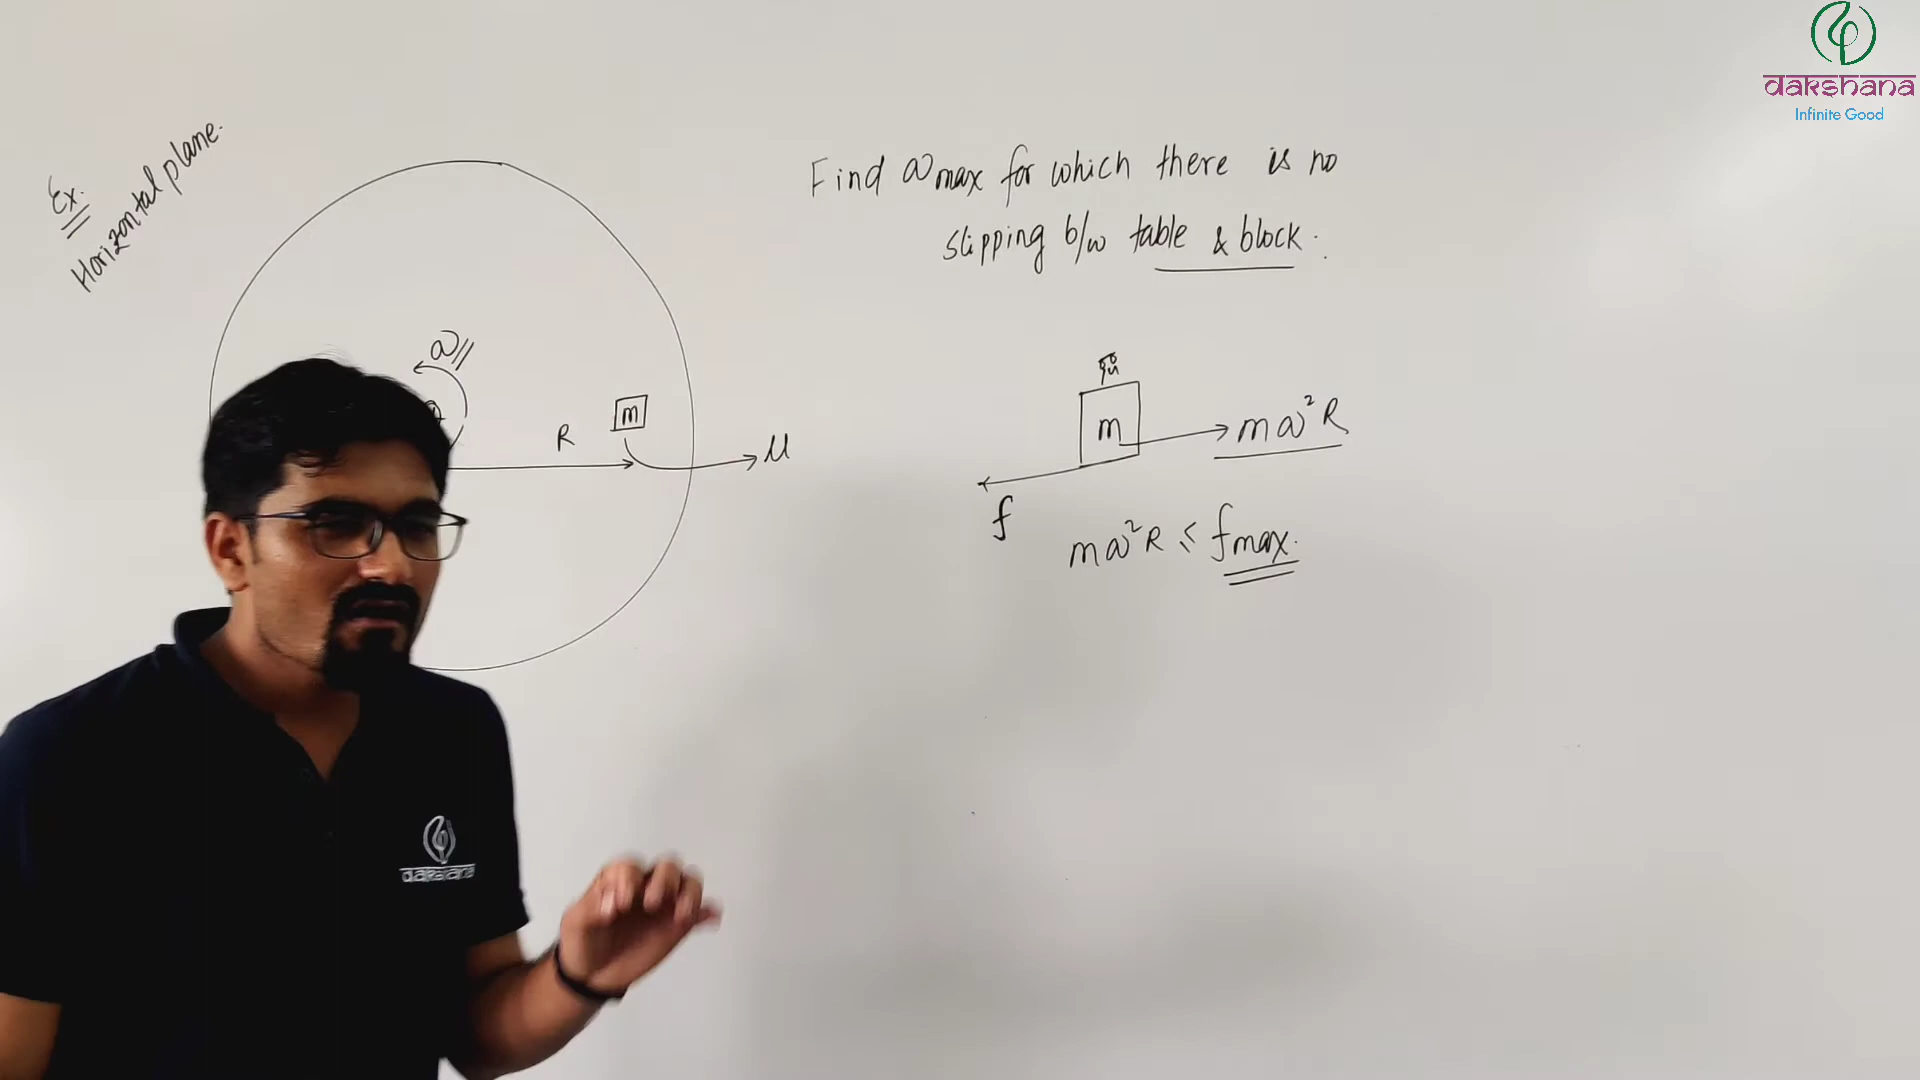 Ex.
Horizontal plane.
ω
m
R
μ
Find ωmax for which there is no
slipping b/w table & block.
m
mω²R
f
mω²R ≤ fmax.
dakshana
Infinite Good
dakshana